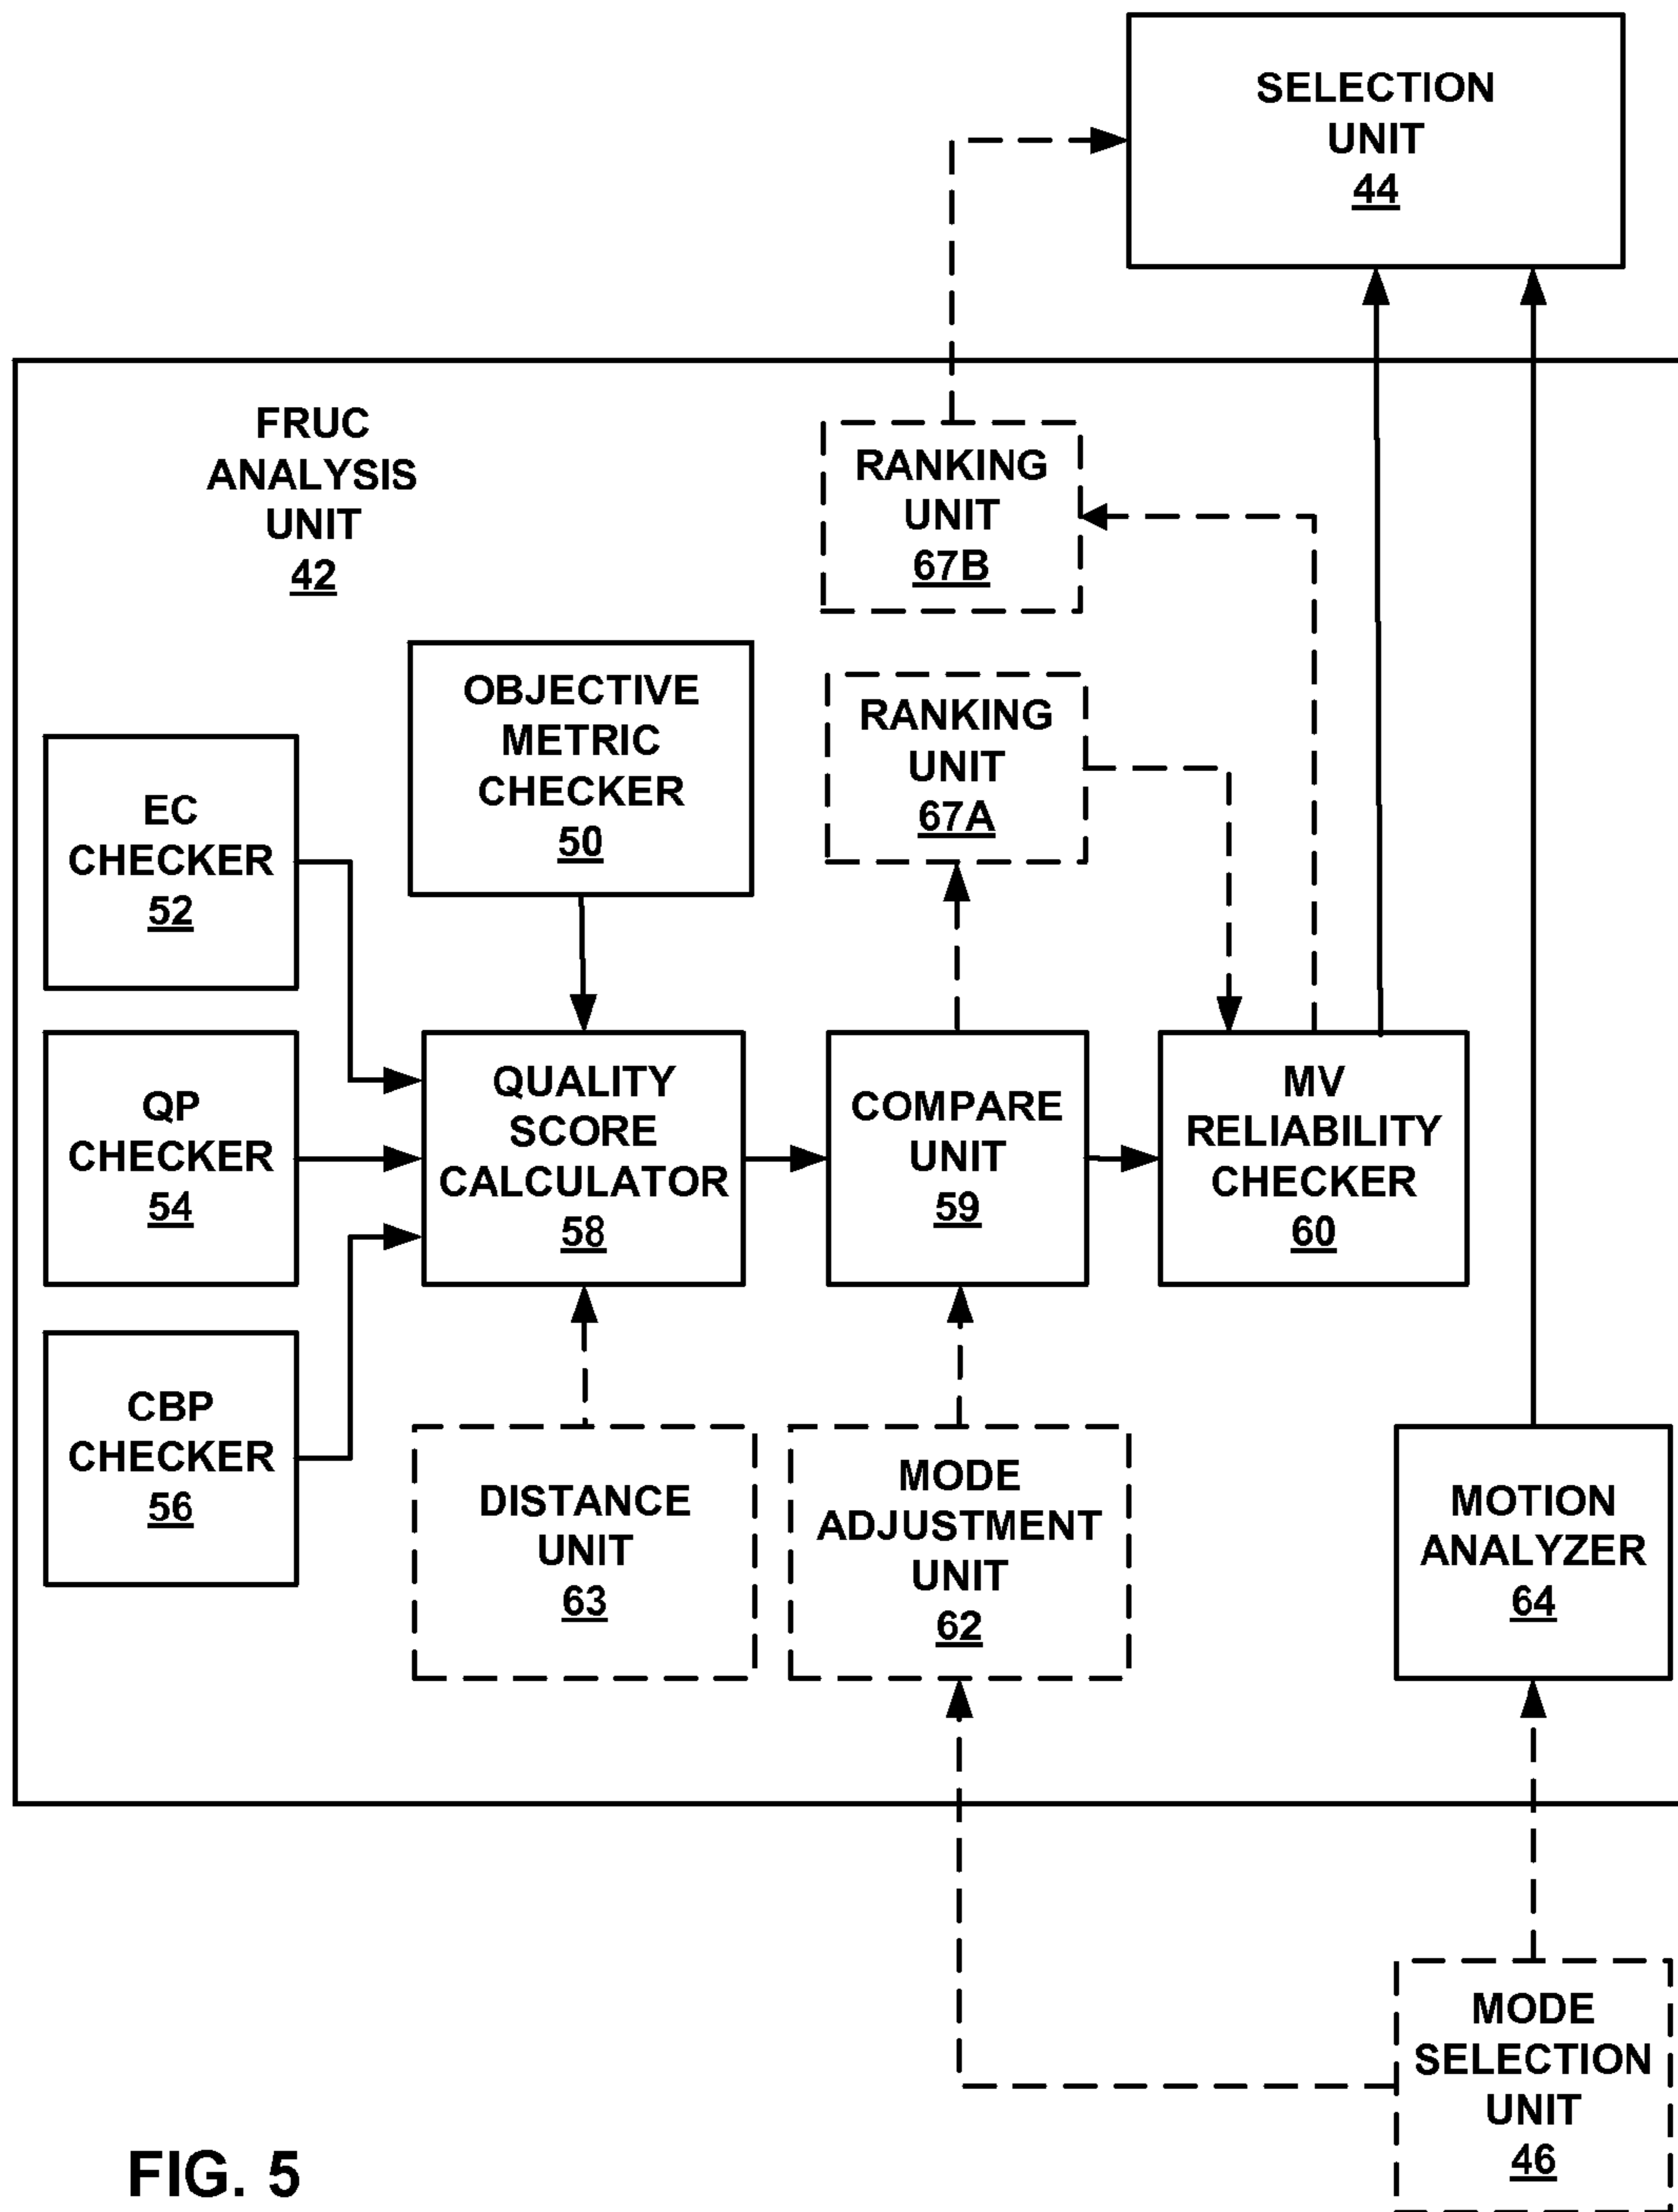 SELECTION
UNIT
44
FRUC
ANALYSIS
UNIT
42
RANKING
UNIT
67B
OBJECTIVE
METRIC
CHECKER
50
RANKING
UNIT
67A
EC
CHECKER
52
QP
CHECKER
54
QUALITY
SCORE
CALCULATOR
58
COMPARE
UNIT
59
MV
RELIABILITY
CHECKER
60
CBP
CHECKER
56
DISTANCE
UNIT
63
MODE
ADJUSTMENT
UNIT
62
MOTION
ANALYZER
64
MODE
SELECTION
UNIT
46
FIG. 5